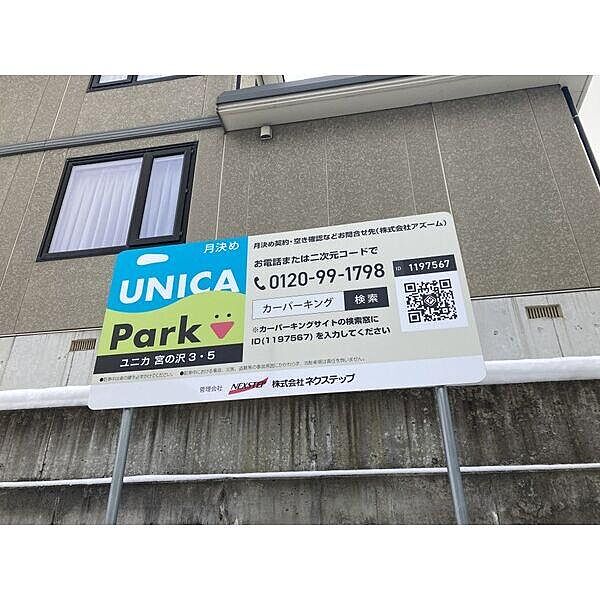 月決め
UNICA
Park
ユニカ 宮の沢 3・5
月決め契約・空き確認などお問合せ先(株式会社アズーム)
お電話または二次元コードで
0120-99-1798
カーパーキング 検索
※カーパーキングサイトの検索窓に
ID(1197567) を入力してください
ID 1197567
管理会社 NEXSTEP 株式会社 ネクステップ